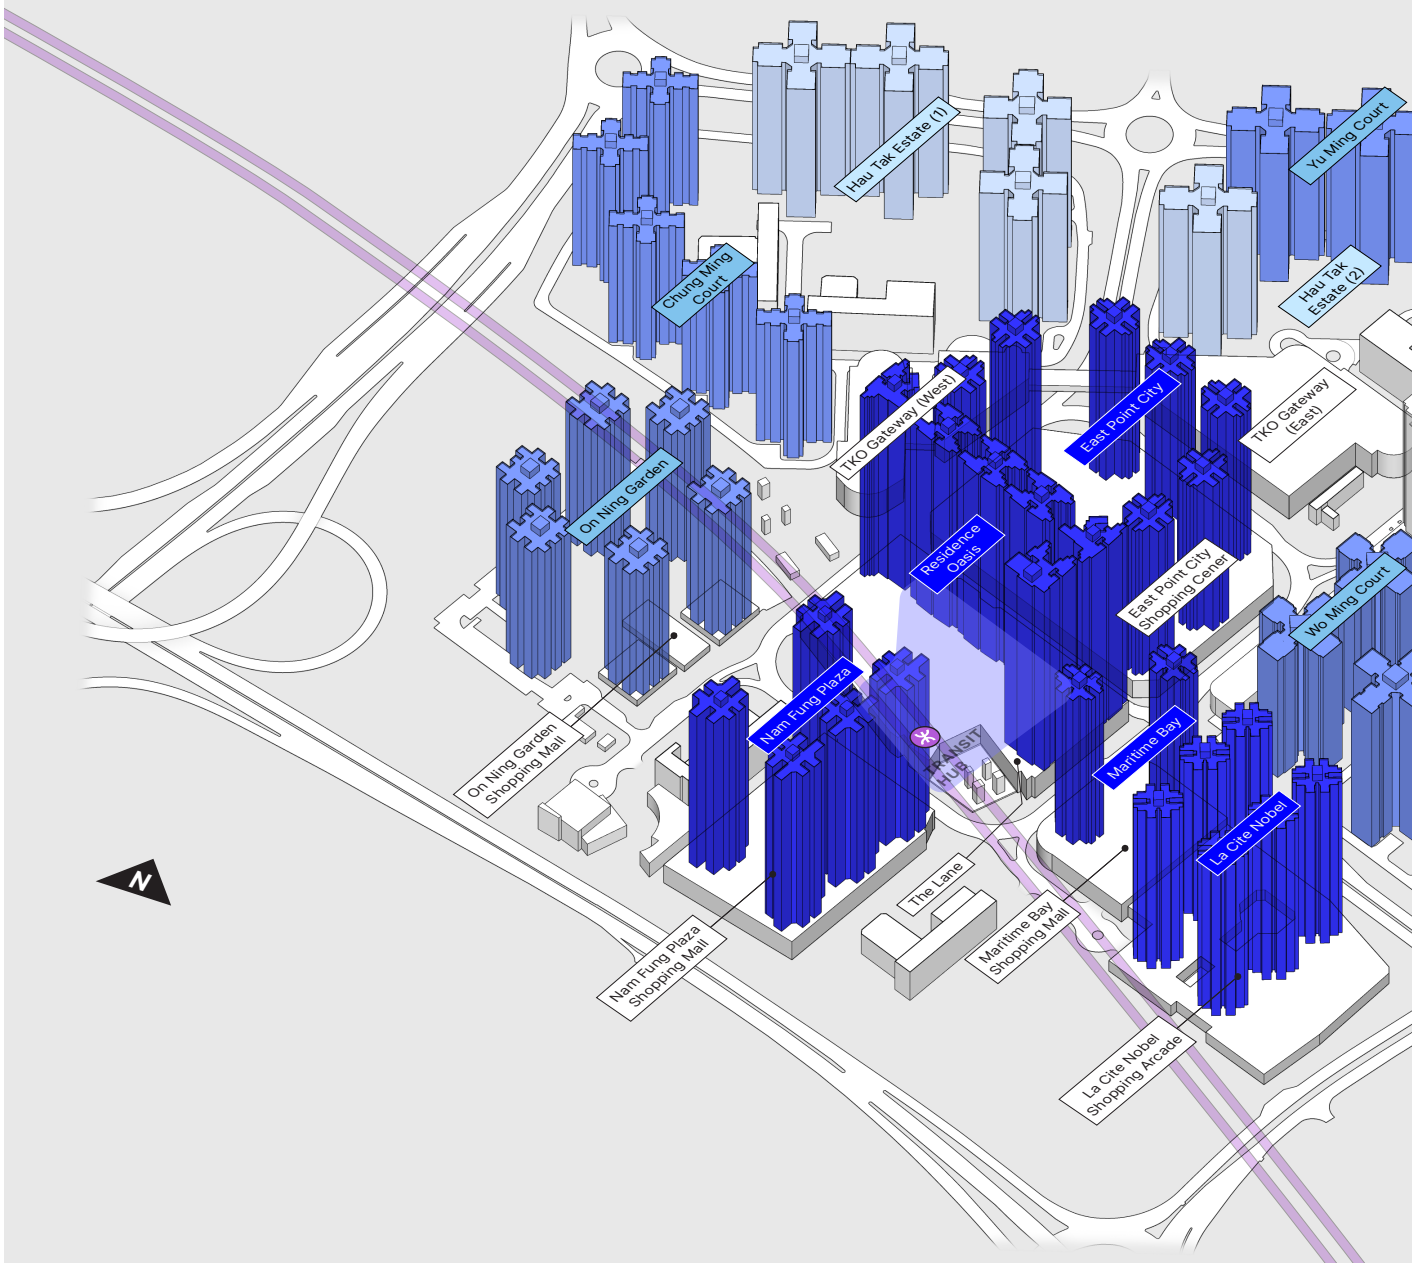 Hau Tak Estate (1)
Yu Ming Court
Chung Ming
Court
Hau Tak
Estate (2)
TKO Gateway (West)
East Point City
TKO Gateway
(East)
On Ning Garden
Residence
Oasis
East Point City
Shopping Cener
Wo Ming Court
Nam Fung Plaza
Maritime Bay
TRANSIT
HUB
On Ning Garden
Shopping Mall
La Cite Nobel
The Lane
N
Maritime Bay
Shopping Mall
Nam Fung Plaza
Shopping Mall
La Cite Nobel
Shopping Arcade